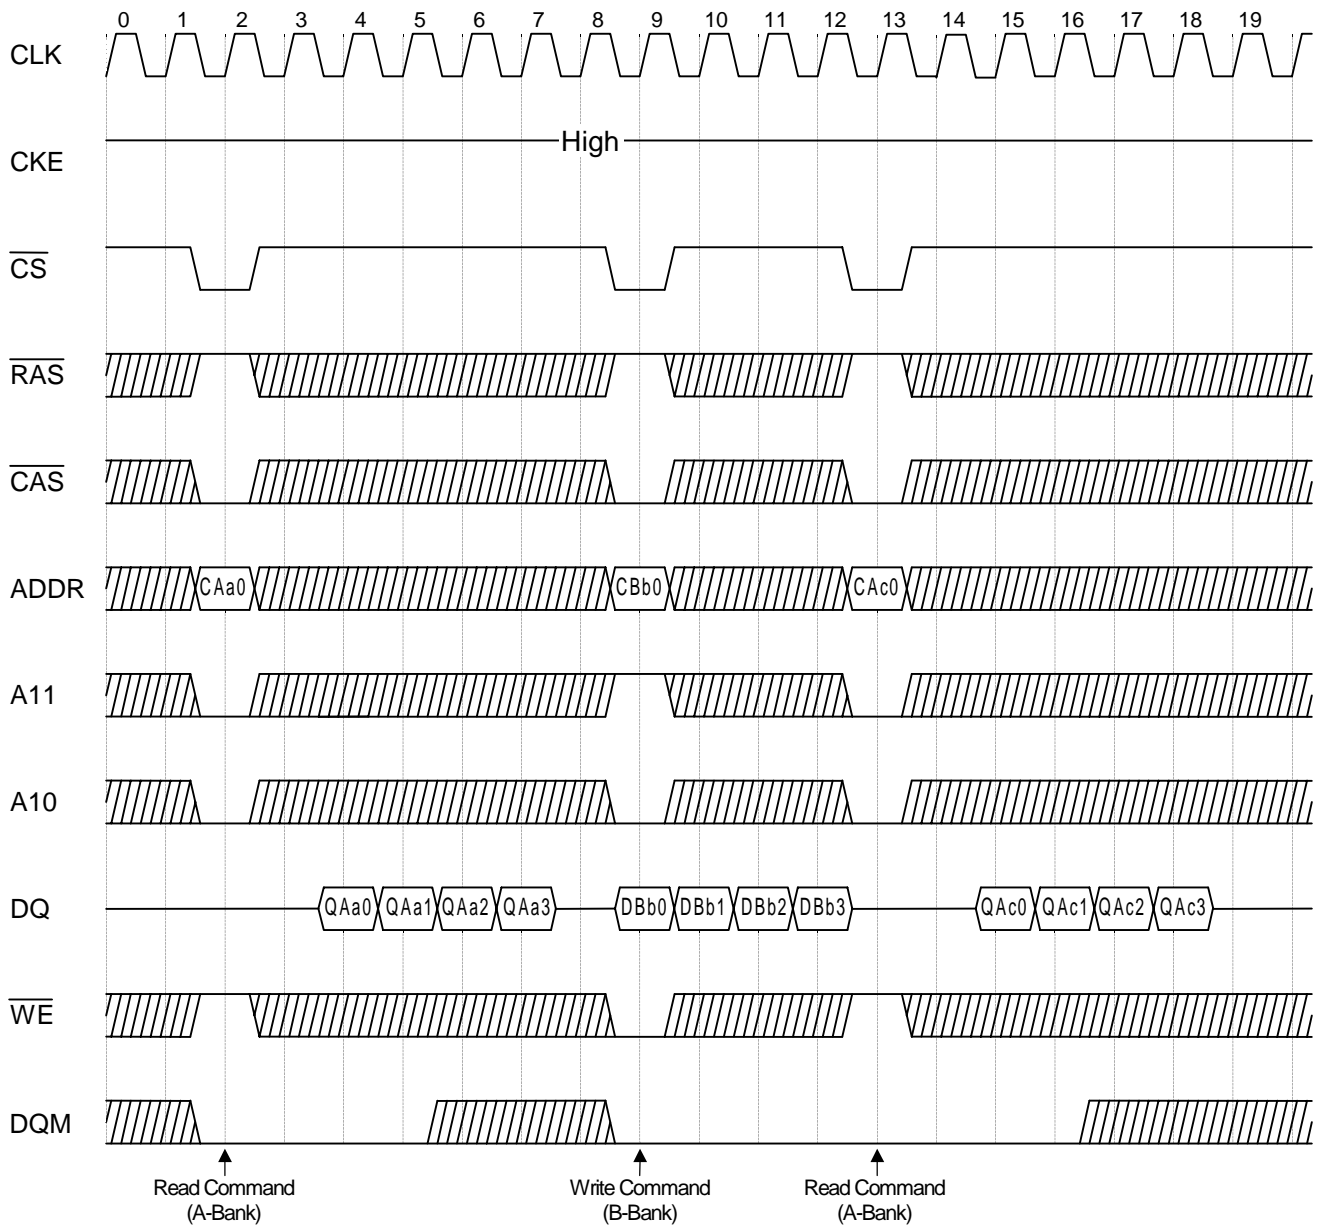 0 1 2 3 4 5 6 7 8 9 10 11 12 13 14 15 16 17 18 19
CLK
High
CKE
CS
RAS
CAS
ADDR CAa0 CBb0 CAc0
A11
A10
DQ QAa0 QAa1 QAa2 QAa3 DBb0 DBb1 DBb2 DBb3 QAc0 QAc1 QAc2 QAc3
WE
DQM
Read Command Write Command Read Command
(A-Bank) (B-Bank) (A-Bank)